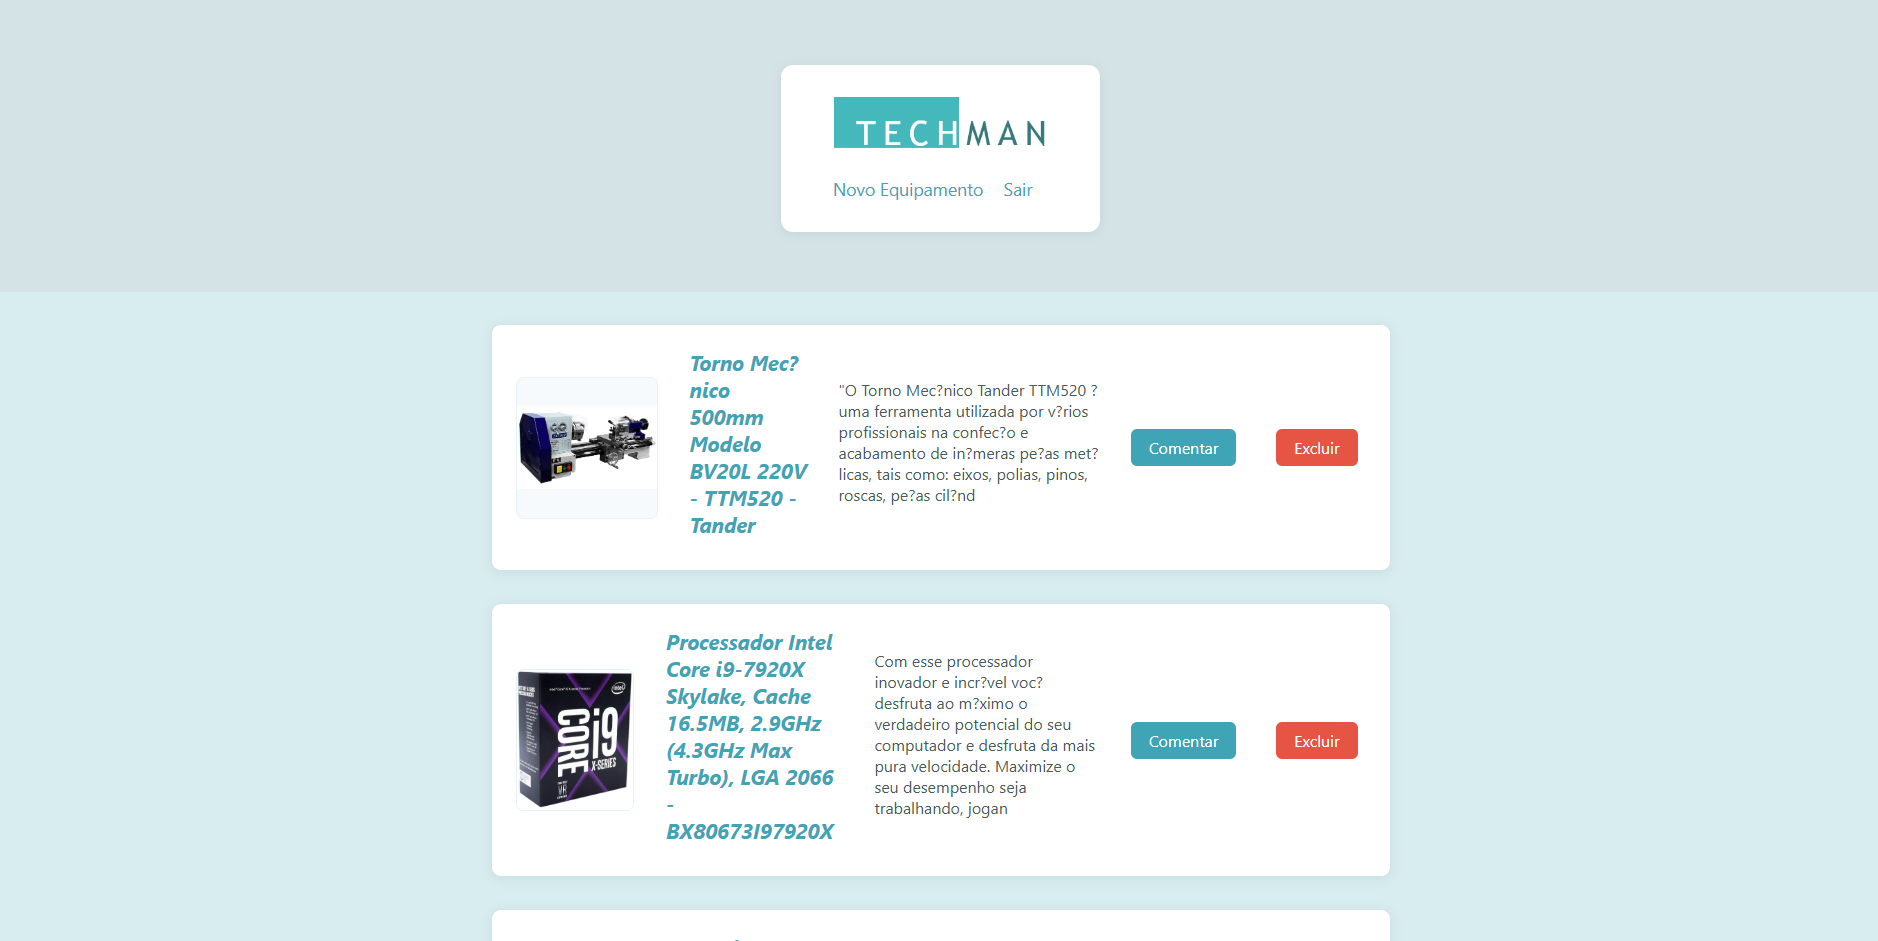 TECHMAN
Novo Equipamento Sair
Torno Mec?
nico
500mm
Modelo
BV20L 220V
- TTM520 -
Tander
"O Torno Mec?nico Tander TTM520 ?
uma ferramenta utilizada por v?rios
profissionais na confec?o e
acabamento de in?meras pe?as met?
licas, tais como: eixos, polias, pinos,
roscas, pe?as cil?nd
Comentar
Excluir
intel
CORE i9
X-SERIES
Processador Intel
Core i9-7920X
Skylake, Cache
16.5MB, 2.9GHz
(4.3GHz Max
Turbo), LGA 2066
-
BX80673I97920X
Com esse processador
inovador e incr?vel voc?
desfruta ao m?ximo o
verdadeiro potencial do seu
computador e desfruta da mais
pura velocidade. Maximize o
seu desempenho seja
trabalhando, jogan
Comentar
Excluir